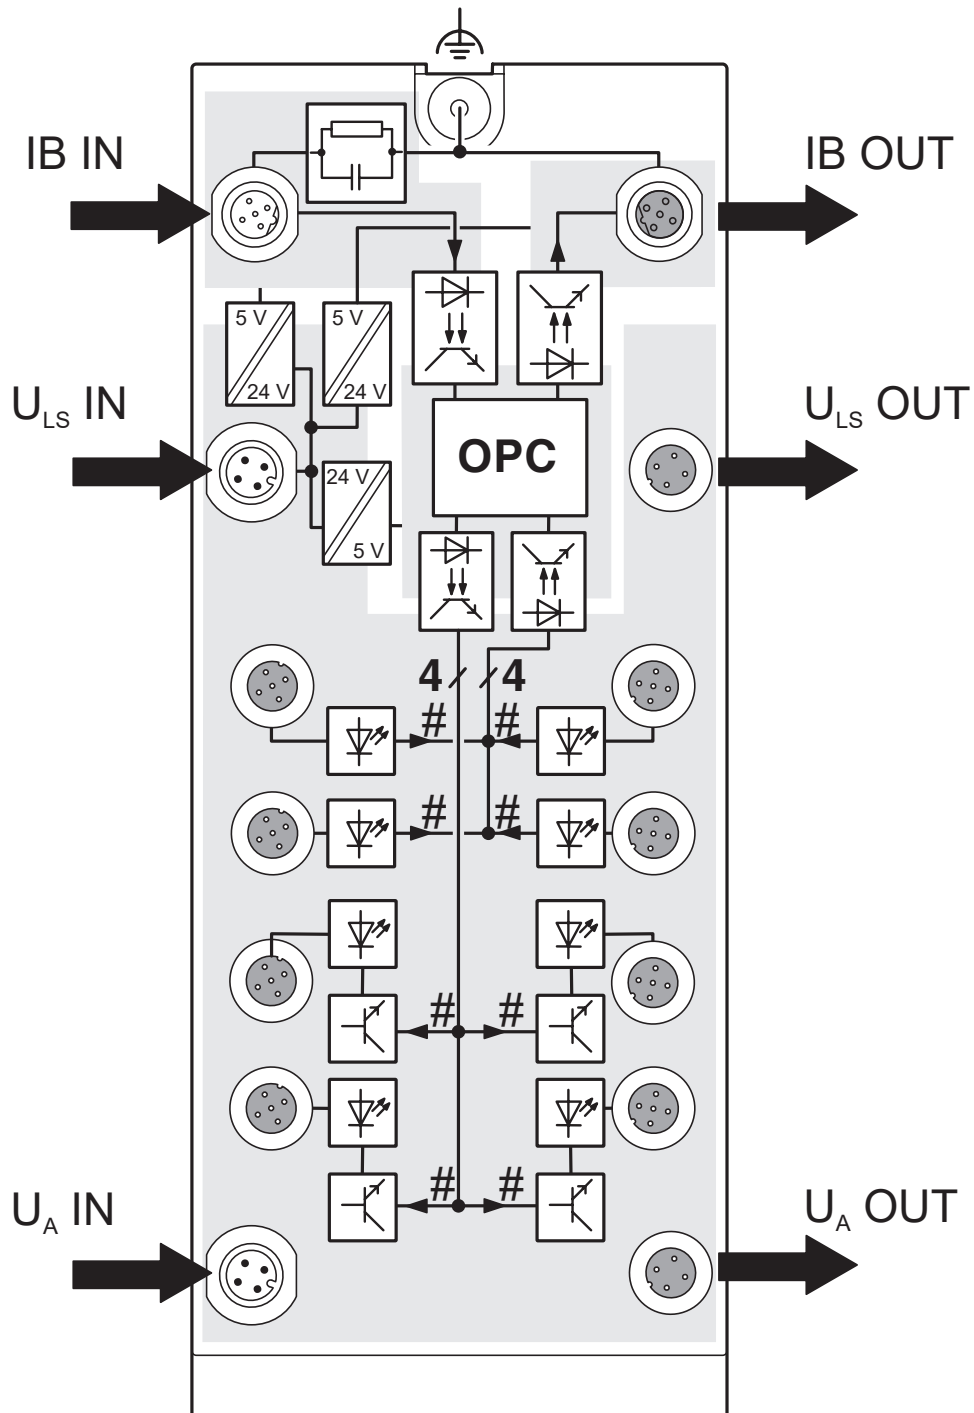 IB IN
IB OUT
5 V
24 V
5 V
24 V
U_LS IN
U_LS OUT
OPC
24 V
5 V
4
4
#
#
#
#
#
#
#
#
U_A IN
U_A OUT